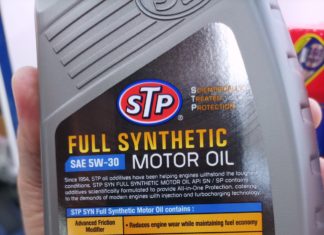 STP
®
SCIENTIFICALLY
TREATED
PROTECTION
FULL SYNTHETIC
SAE 5W-30
MOTOR OIL
Since 1954, STP oil additives have been helping engines withstand the toughest
conditions. STP SYN FULL SYNTHETIC MOTOR OIL API SN / SP contains
additives scientifically formulated to provide All-in-One Protection, catering
to the demands of modern engines with injection and turbocharging technology.
STP SYN Full Synthetic Motor Oil contains :
Advanced Friction
Modifier
• Reduces engine wear while maintaining fuel economy